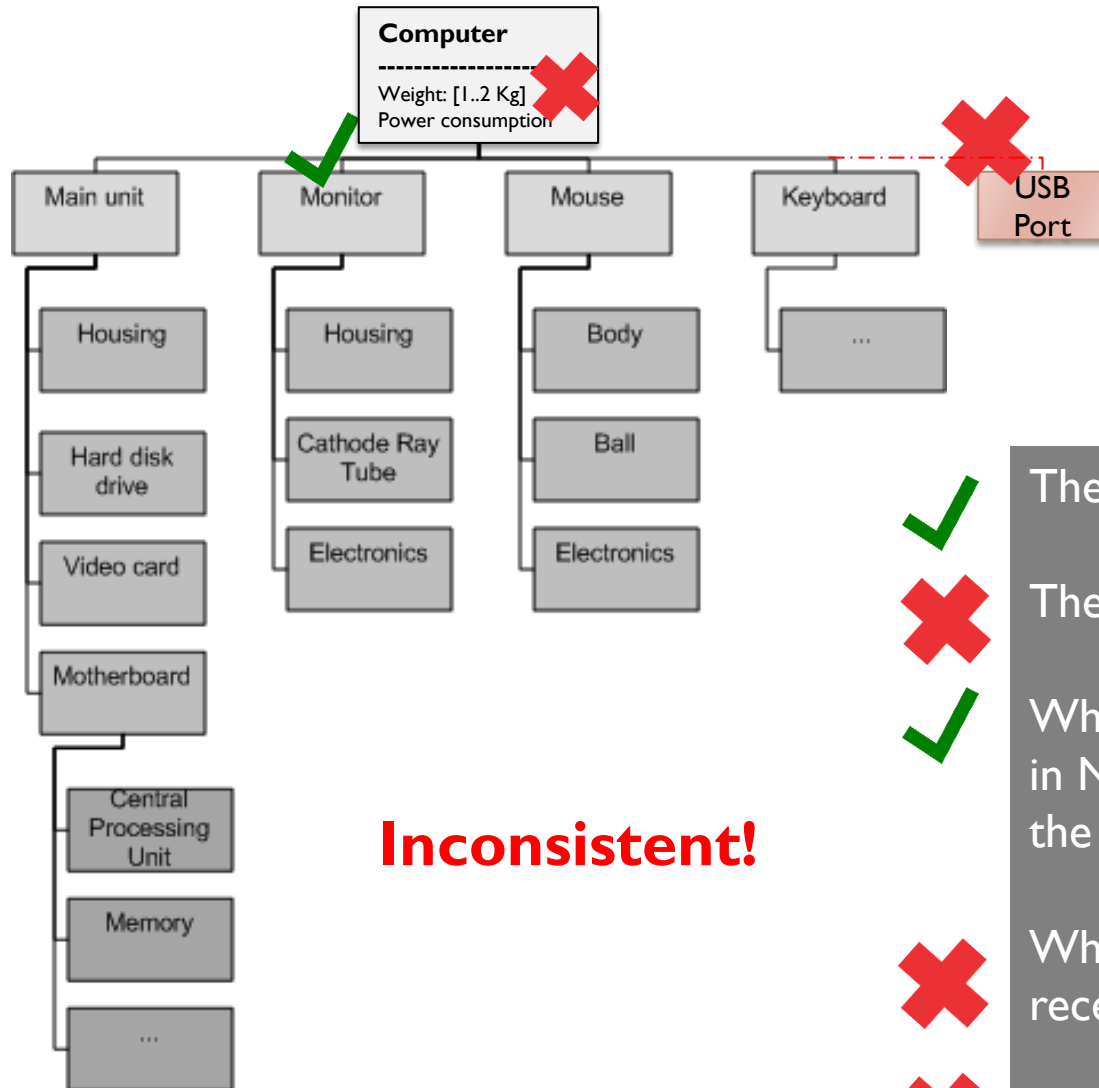 Computer
----------------------
Weight: [1..2 Kg]
Power consumption
Main unit
Monitor
Mouse
Keyboard
USB
Port
Housing
Housing
Body
...
Hard disk
drive
Cathode Ray
Tube
Ball
Video card
Electronics
Electronics
Motherboard
Central
Processing
Unit
Memory
...
Inconsistent!
The
The
Wh
in N
the
Wh
rece